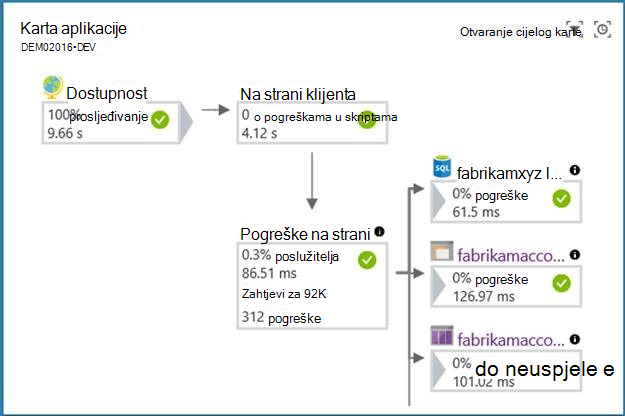 Karta aplikacije
DEM02016•DEV
Otvaranje cijelog karte
Dostupnost
100% prosljeđivanje
9.66 s
Na strani klijenta
0 o pogreškama u skriptama
4.12 s
Pogreške na strani
0.3% poslužitelja
86.51 ms
Zahtjevi za 92K
312 pogreške
SQL
fabrikamxyz I...
0% pogreške
61.5 ms
fabrikamacco...
0% pogreške
126.97 ms
fabrikamacco...
0% do neuspjele e
101.02 ms